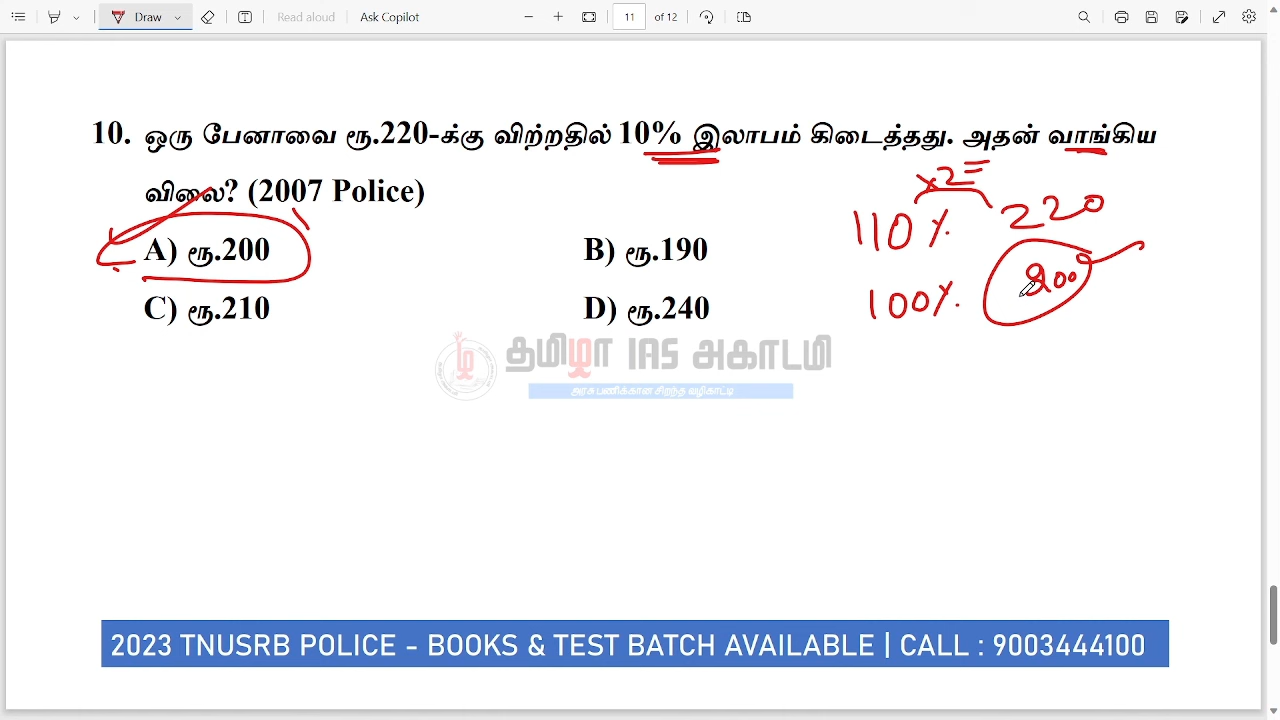 Draw
Read aloud
Ask Copilot
11
of 12
10. ஒரு பேனாவை ரூ.220-க்கு விற்றதில் 10% இலாபம் கிடைத்தது. அதன் வாங்கிய
விலை? (2007 Police)
×2
110% 220
A) ரூ.200
B) ரூ.190
100% 200
C) ரூ.210
D) ரூ.240
தமிழா IAS அகாடமி
அரசு பணிக்கான சிறந்த வழிகாட்டி
2023 TNUSRB POLICE - BOOKS & TEST BATCH AVAILABLE | CALL : 9003444100